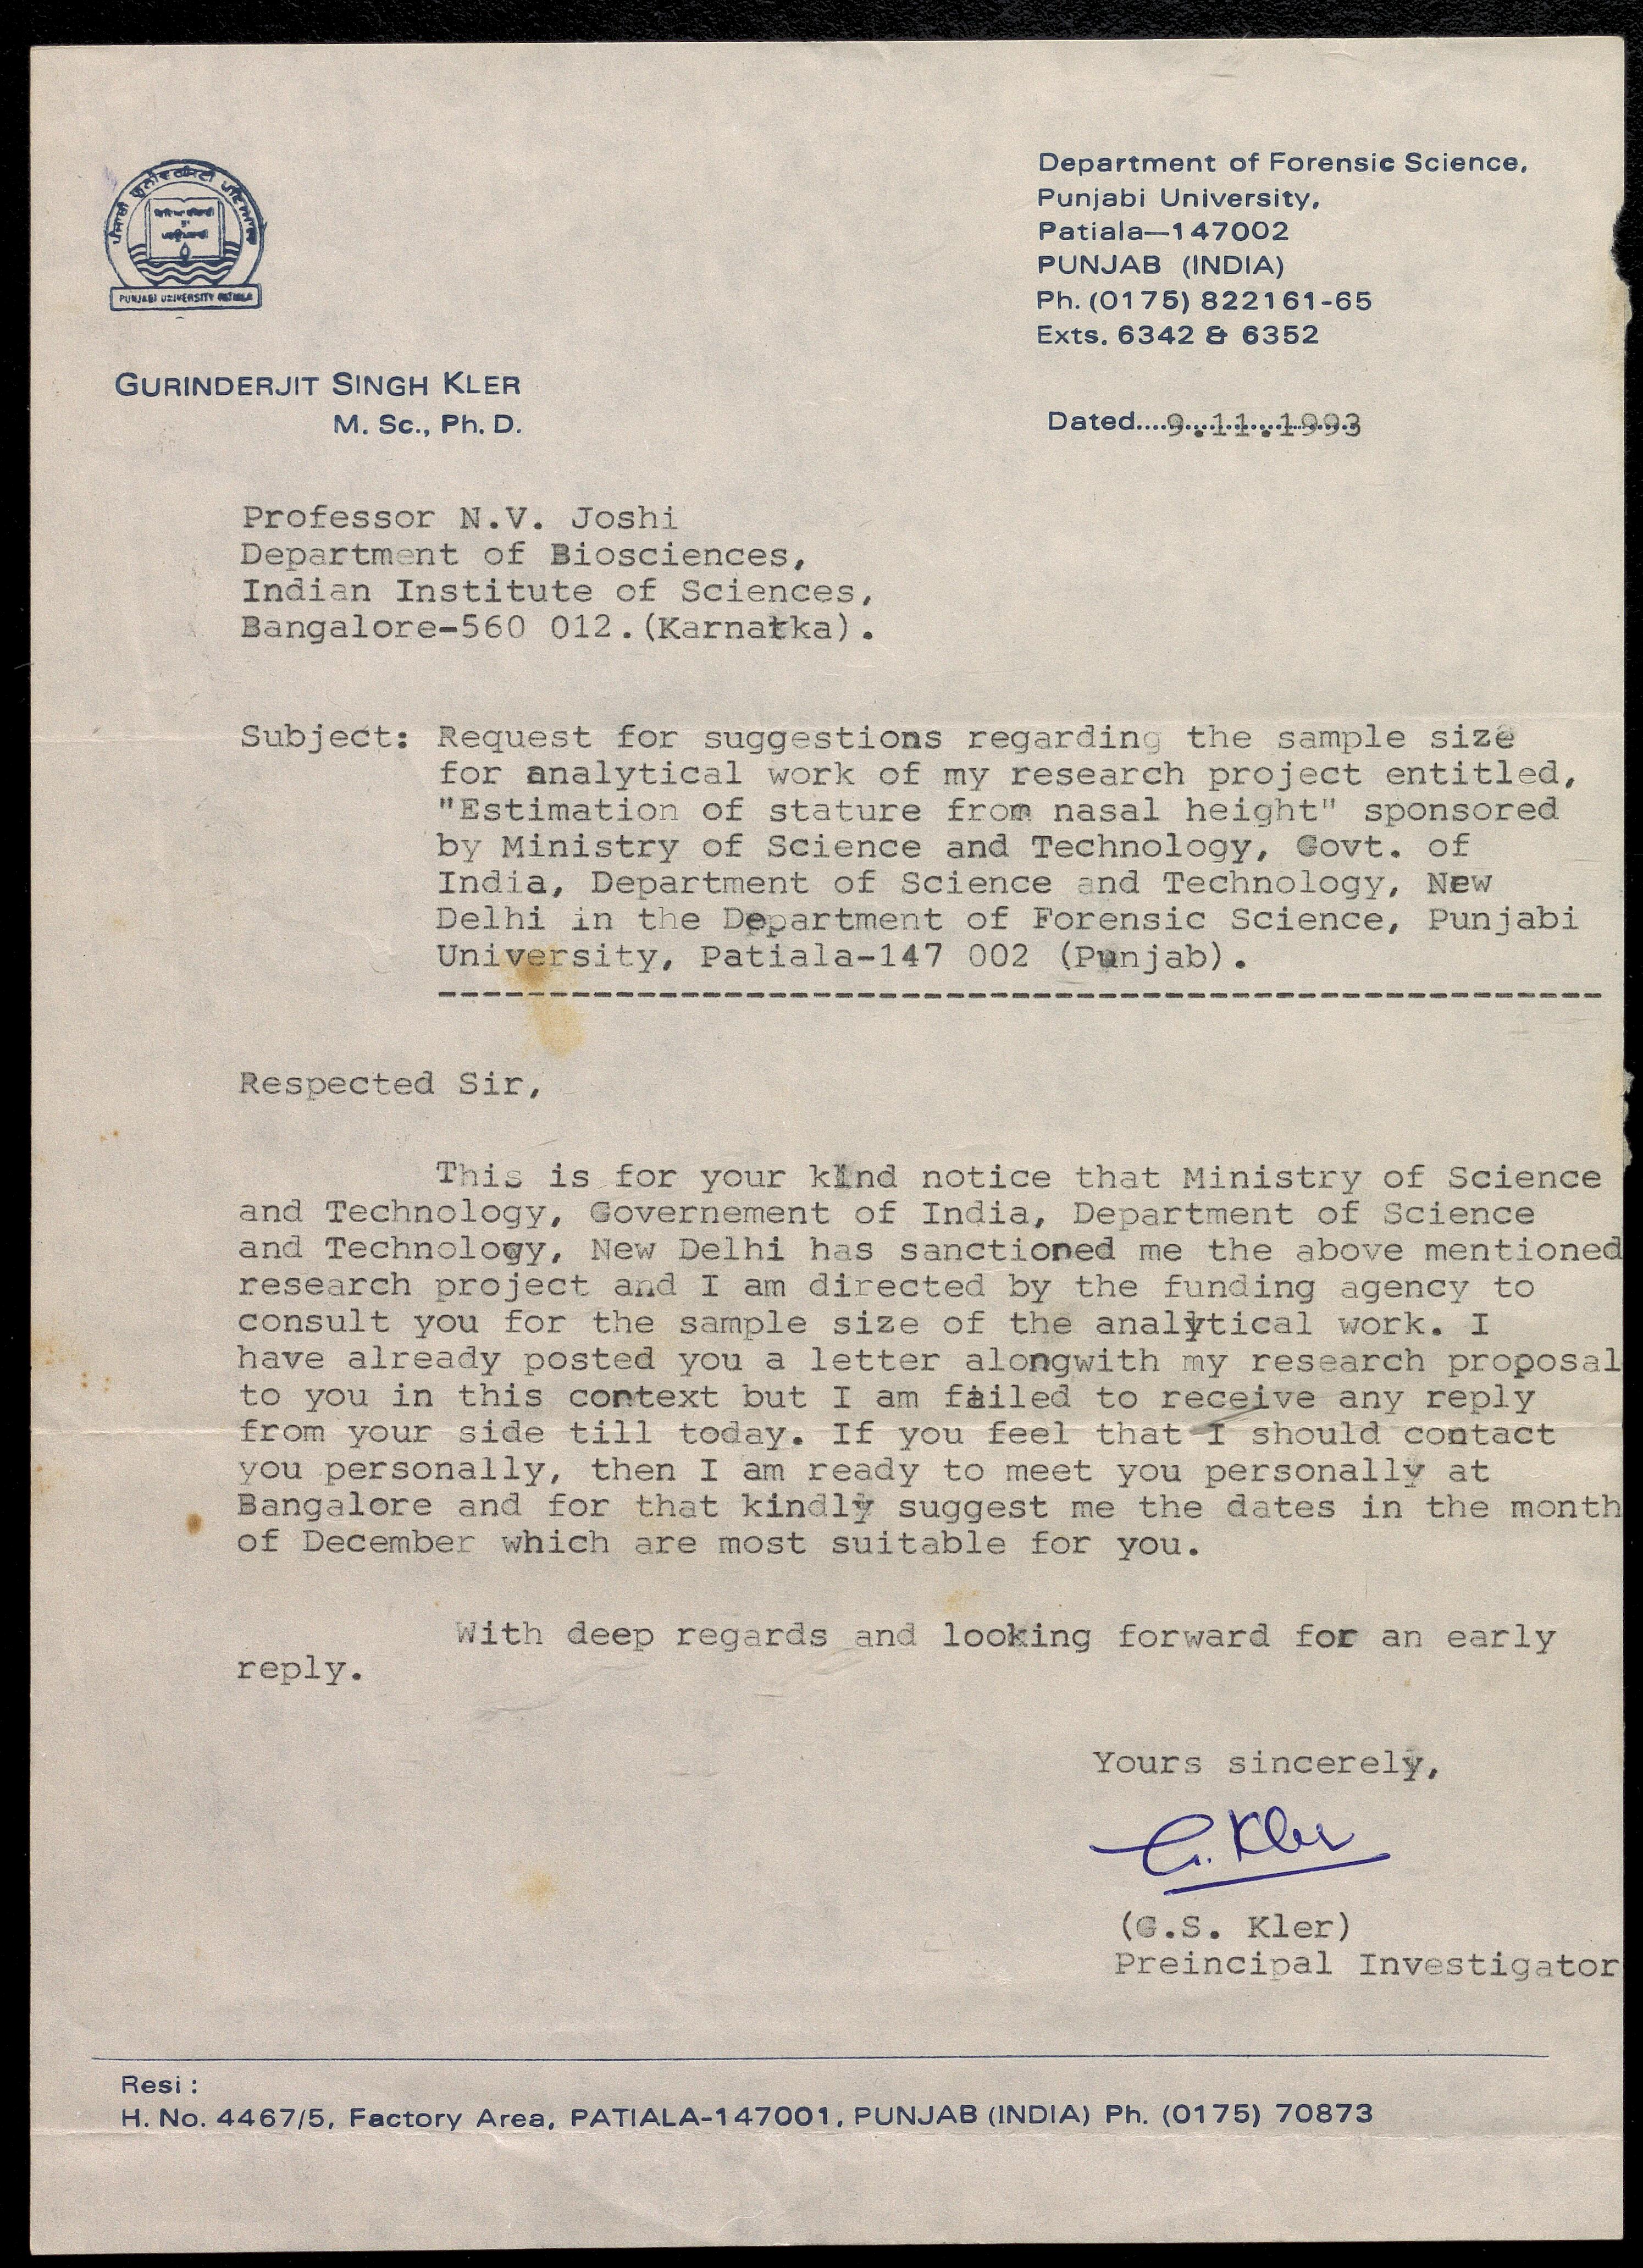 ਪੰਜਾਬੀ ਯੂਨੀਵਰਸਿਟੀ ਪਟਿਆਲਾ
PUNJABI UNIVERSITY PATIALA
Department of Forensic Science,
Punjabi University,
Patiala—147002
PUNJAB (INDIA)
Ph. (0175) 822161-65
Exts. 6342 & 6352
GURINDERJIT SINGH KLER
M. Sc., Ph. D.
Dated....9.11.1993
Professor N.V. Joshi
Department of Biosciences,
Indian Institute of Sciences,
Bangalore-560 012.(Karnatka).
Subject: Request for suggestions regarding the sample size
for analytical work of my research project entitled,
"Estimation of stature from nasal height" sponsored
by Ministry of Science and Technology, Govt. of
India, Department of Science and Technology, New
Delhi in the Department of Forensic Science, Punjabi
University, Patiala-147 002 (Punjab).
Respected Sir,
This is for your kind notice that Ministry of Science
and Technology, Governement of India, Department of Science
and Technology, New Delhi has sanctioned me the above mentioned
research project and I am directed by the funding agency to
consult you for the sample size of the analytical work. I
have already posted you a letter alongwith my research proposal
to you in this context but I am failed to receive any reply
from your side till today. If you feel that I should contact
you personally, then I am ready to meet you personally at
Bangalore and for that kindly suggest me the dates in the month
of December which are most suitable for you.
With deep regards and looking forward for an early
reply.
Yours sincerely,
G. Kler
(G.S. Kler)
Preincipal Investigator
Resi :
H. No. 4467/5, Factory Area, PATIALA-147001, PUNJAB (INDIA) Ph. (0175) 70873